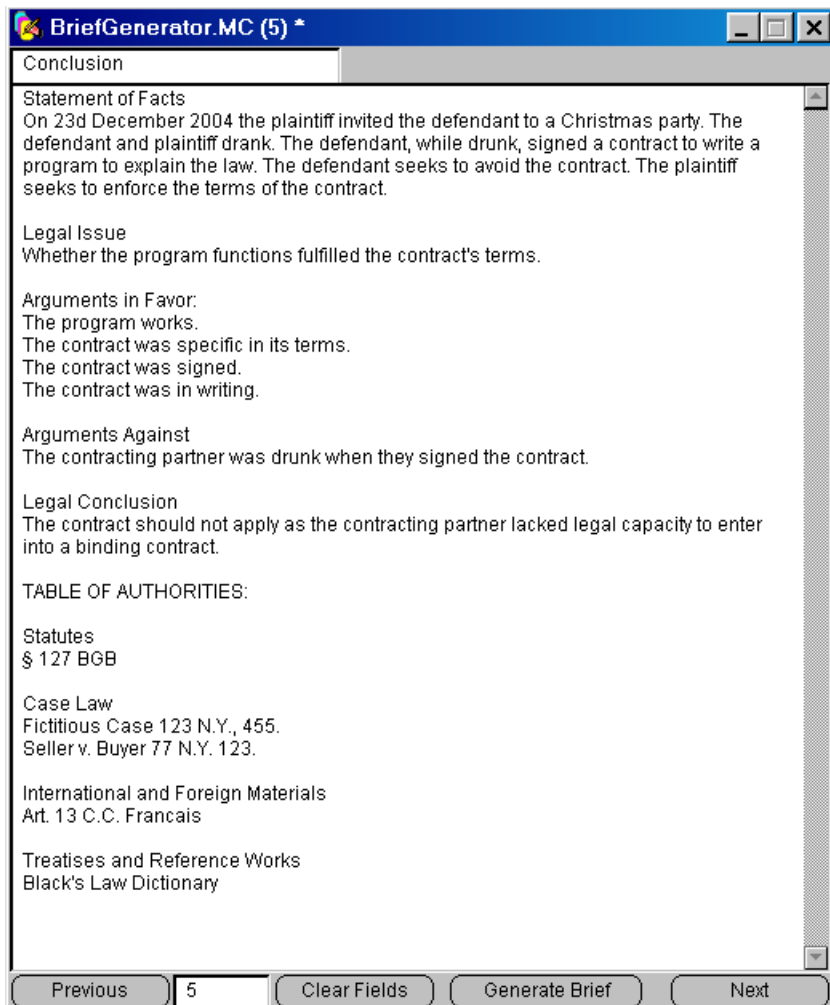 BriefGenerator.MC (5) *
Conclusion
Statement of Facts
On 23d December 2004 the plaintiff invited the defendant to a Christmas party. The
defendant and plaintiff drank. The defendant, while drunk, signed a contract to write a
program to explain the law. The defendant seeks to avoid the contract. The plaintiff
seeks to enforce the terms of the contract.
Legal Issue
Whether the program functions fulfilled the contract's terms.
Arguments in Favor:
The program works.
The contract was specific in its terms.
The contract was signed.
The contract was in writing.
Arguments Against
The contracting partner was drunk when they signed the contract.
Legal Conclusion
The contract should not apply as the contracting partner lacked legal capacity to enter
into a binding contract.
TABLE OF AUTHORITIES:
Statutes
§ 127 BGB
Case Law
Fictitious Case 123 N.Y., 455.
Seller v. Buyer 77 N.Y. 123.
International and Foreign Materials
Art. 13 C.C. Francais
Treatises and Reference Works
Black's Law Dictionary
Previous 5 Clear Fields Generate Brief Next